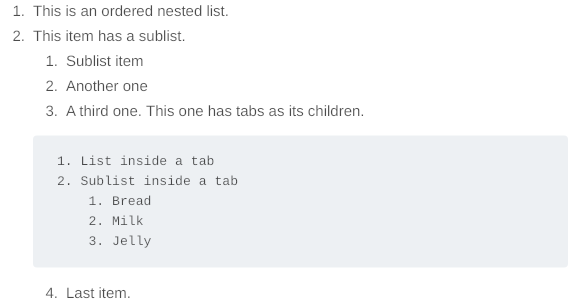 1. This is an ordered nested list.
2. This item has a sublist.
1. Sublist item
2. Another one
3. A third one. This one has tabs as its children.
1. List inside a tab
2. Sublist inside a tab
1. Bread
2. Milk
3. Jelly
4. Last item.